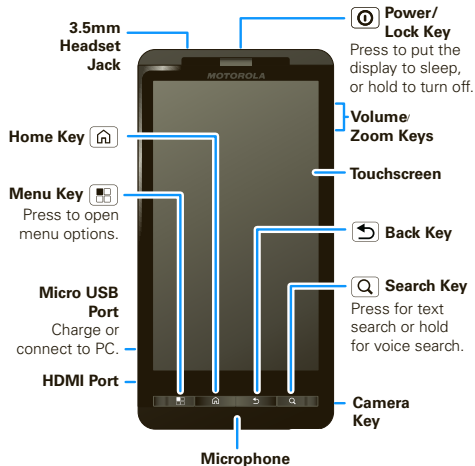 3.5mm
Headset
Jack
Power/
Lock Key
Press to put the
display to sleep,
or hold to turn off.
MOTOROLA
Volume/
Zoom Keys
Home Key
Touchscreen
Menu Key
Press to open
menu options.
Back Key
Search Key
Press for text
search or hold
for voice search.
Micro USB
Port
Charge or
connect to PC.
HDMI Port
Camera
Key
Microphone